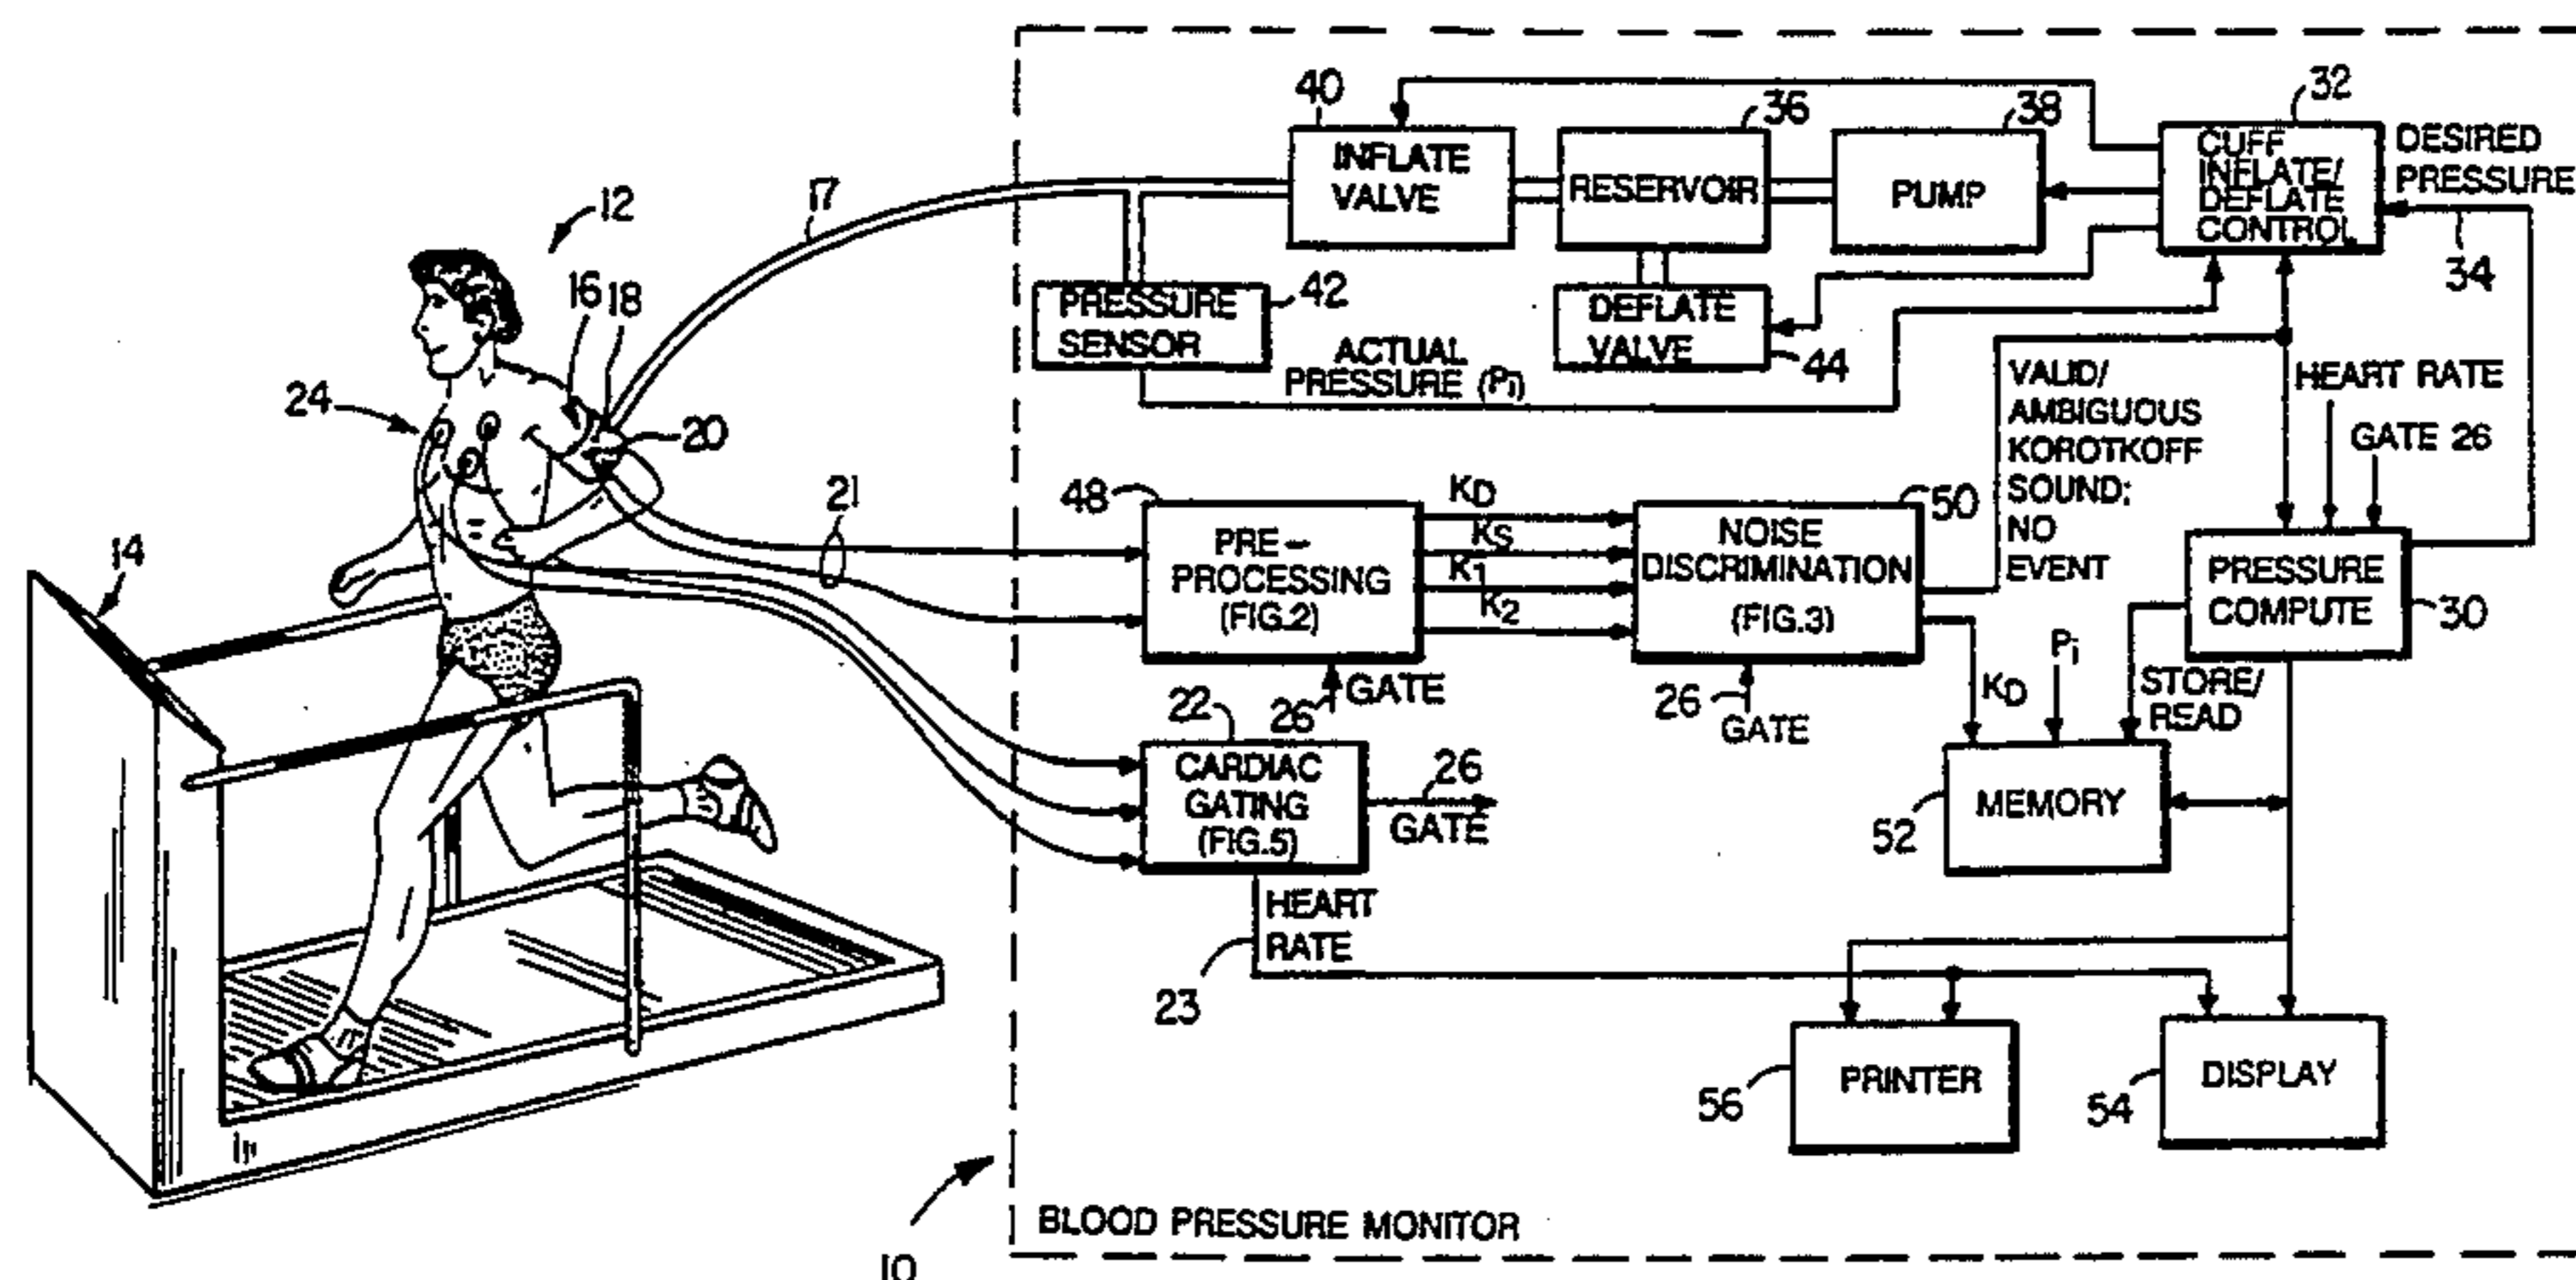 12
14
16 18
17
20
21
24
10
40
INFLATE
VALVE
36
RESERVOIR
38
PUMP
32
CUFF
INFLATE/
DEFLATE
CONTROL
DESIRED
PRESSURE
34
PRESSURE
SENSOR
42
DEFLATE
VALVE
44
ACTUAL
PRESSURE (Pi)
VALID/
AMBIGUOUS
KOROTKOFF
SOUND;
NO
EVENT
HEART RATE
GATE 26
48
PRE-
PROCESSING
(FIG.2)
KD
KS
K1
K2
50
NOISE
DISCRIMINATION
(FIG.3)
PRESSURE
COMPUTE
30
26
GATE
26
GATE
KD
Pi
STORE/
READ
22
CARDIAC
GATING
(FIG.5)
26
GATE
MEMORY
52
HEART
RATE
23
PRINTER
56
DISPLAY
54
BLOOD PRESSURE MONITOR